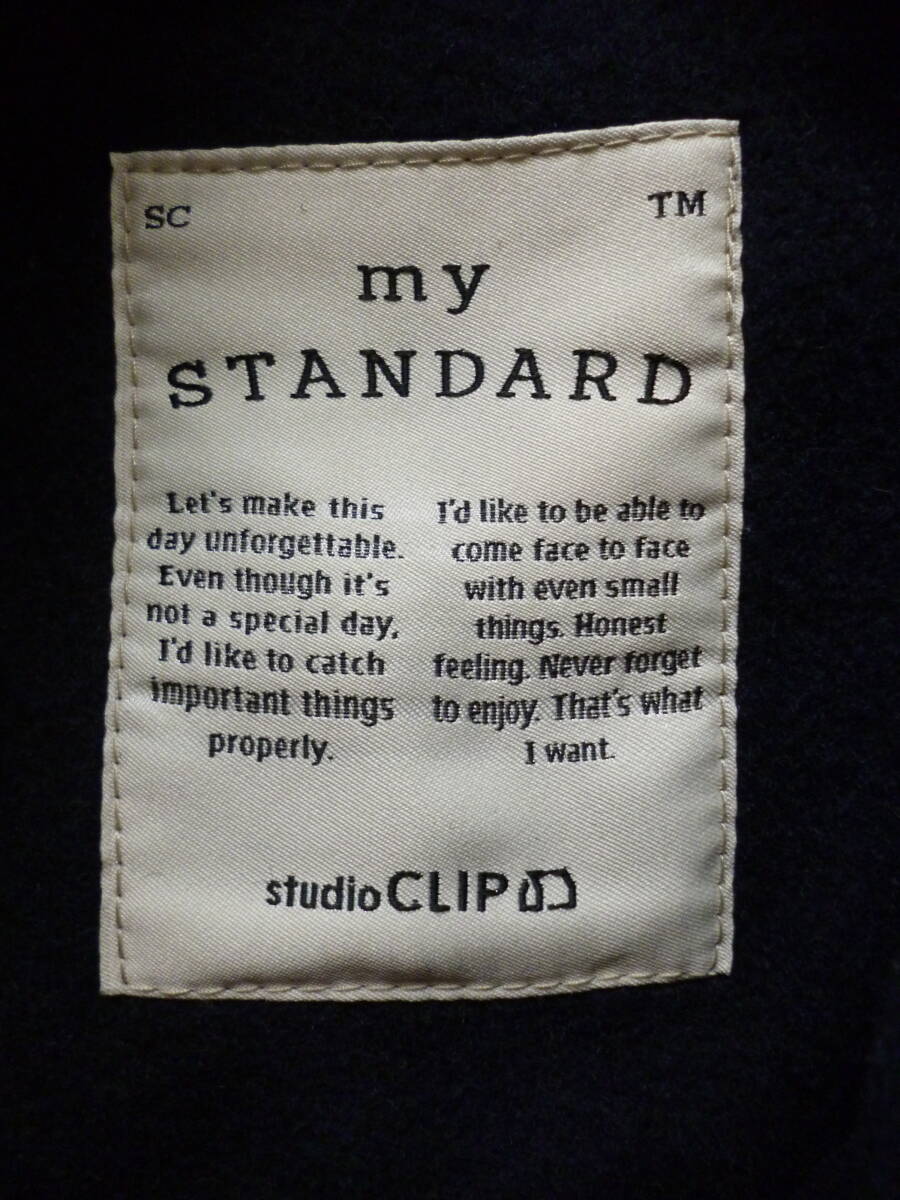 SC TM
my
STANDARD
Let's make this
day unforgettable.
Even though it's
not a special day,
I'd like to catch
important things
properly.
I'd like to be able to
come face to face
with even small
things. Honest
feeling. Never forget
to enjoy. That's what
I want.
studio CLIP